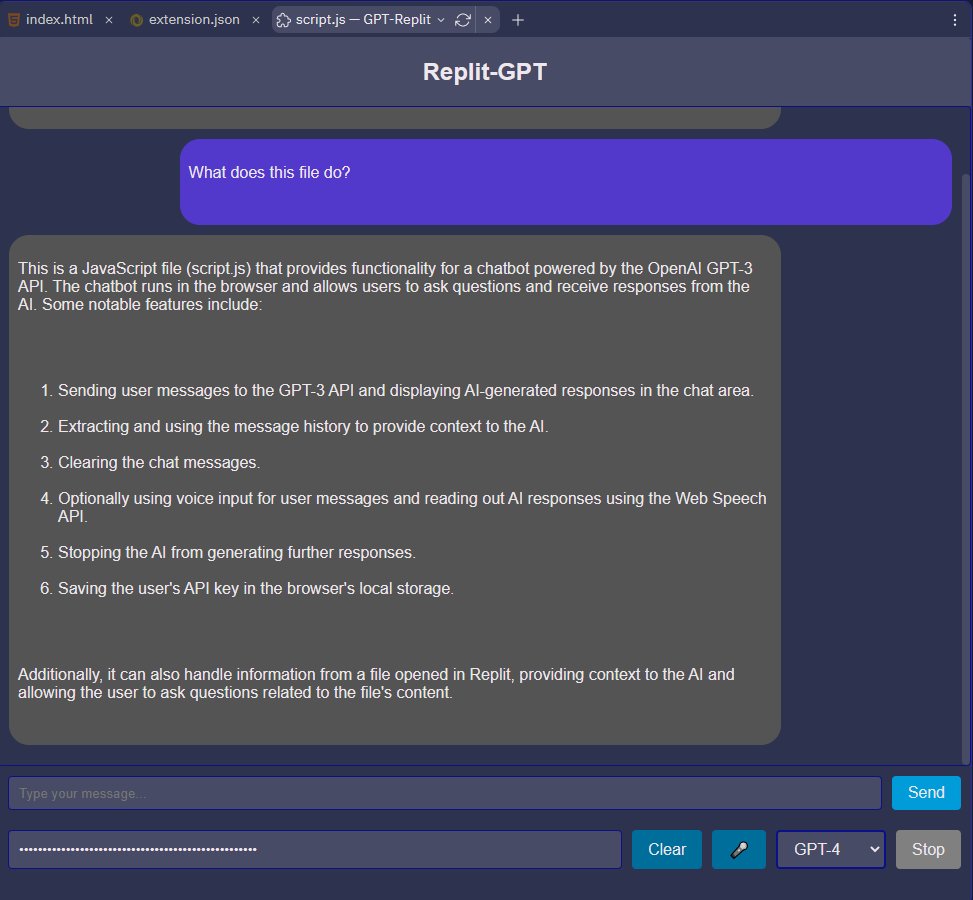 index.html × extension.json × script.js — GPT-Replit ×
Replit-GPT
What does this file do?
This is a JavaScript file (script.js) that provides functionality for a chatbot powered by the OpenAI GPT-3
API. The chatbot runs in the browser and allows users to ask questions and receive responses from the
AI. Some notable features include:
1. Sending user messages to the GPT-3 API and displaying AI-generated responses in the chat area.
2. Extracting and using the message history to provide context to the AI.
3. Clearing the chat messages.
4. Optionally using voice input for user messages and reading out AI responses using the Web Speech
API.
5. Stopping the AI from generating further responses.
6. Saving the user's API key in the browser's local storage.
Additionally, it can also handle information from a file opened in Replit, providing context to the AI and
allowing the user to ask questions related to the file's content.
Type your message... Send
Clear GPT-4 Stop